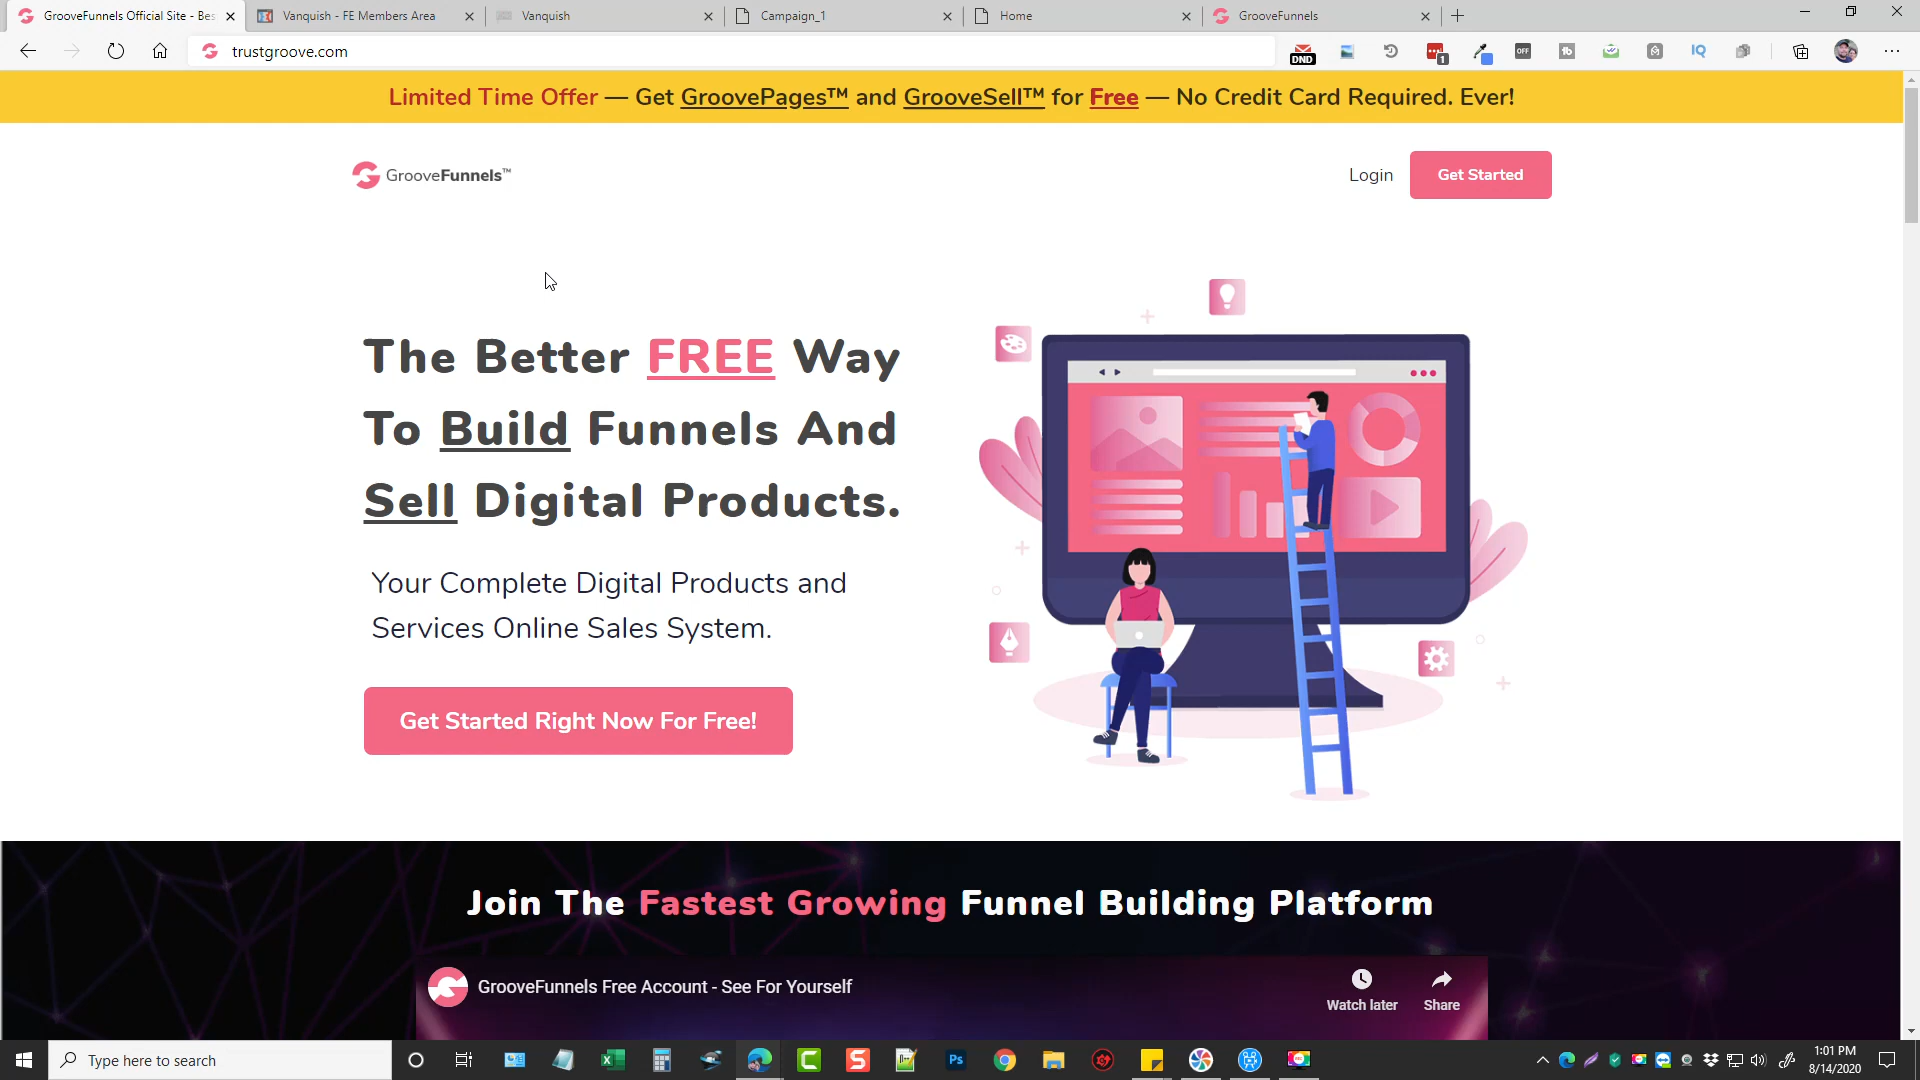 GrooveFunnels Official Site - Bes
Vanquish - FE Members Area
Vanquish
Campaign_1
Home
GrooveFunnels
trustgroove.com
DND
1
OFF
IQ
Limited Time Offer — Get GroovePages™ and GrooveSell™ for Free — No Credit Card Required. Ever!
GrooveFunnels™
Login
Get Started
The Better FREE Way
To Build Funnels And
Sell Digital Products.
Your Complete Digital Products and
Services Online Sales System.
Get Started Right Now For Free!
Join The Fastest Growing Funnel Building Platform
GrooveFunnels Free Account - See For Yourself
Watch later
Share
Type here to search
Ps
1:01 PM
8/14/2020